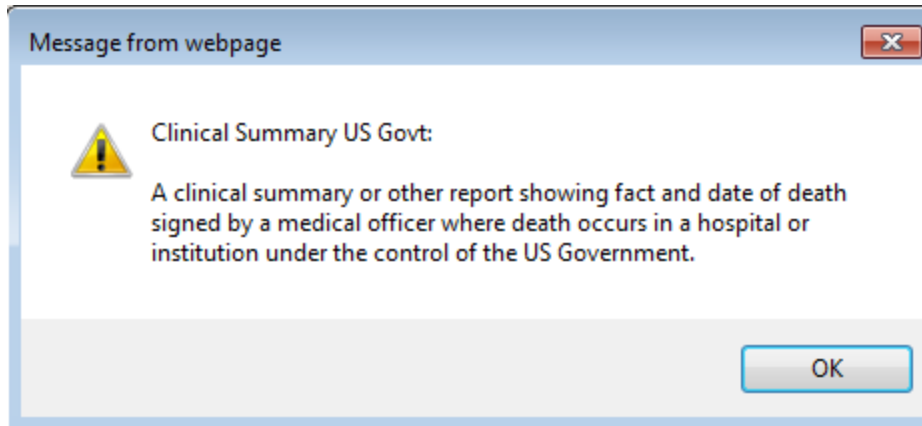 Message from webpage
Clinical Summary US Govt:
A clinical summary or other report showing fact and date of death
signed by a medical officer where death occurs in a hospital or
institution under the control of the US Government.
OK